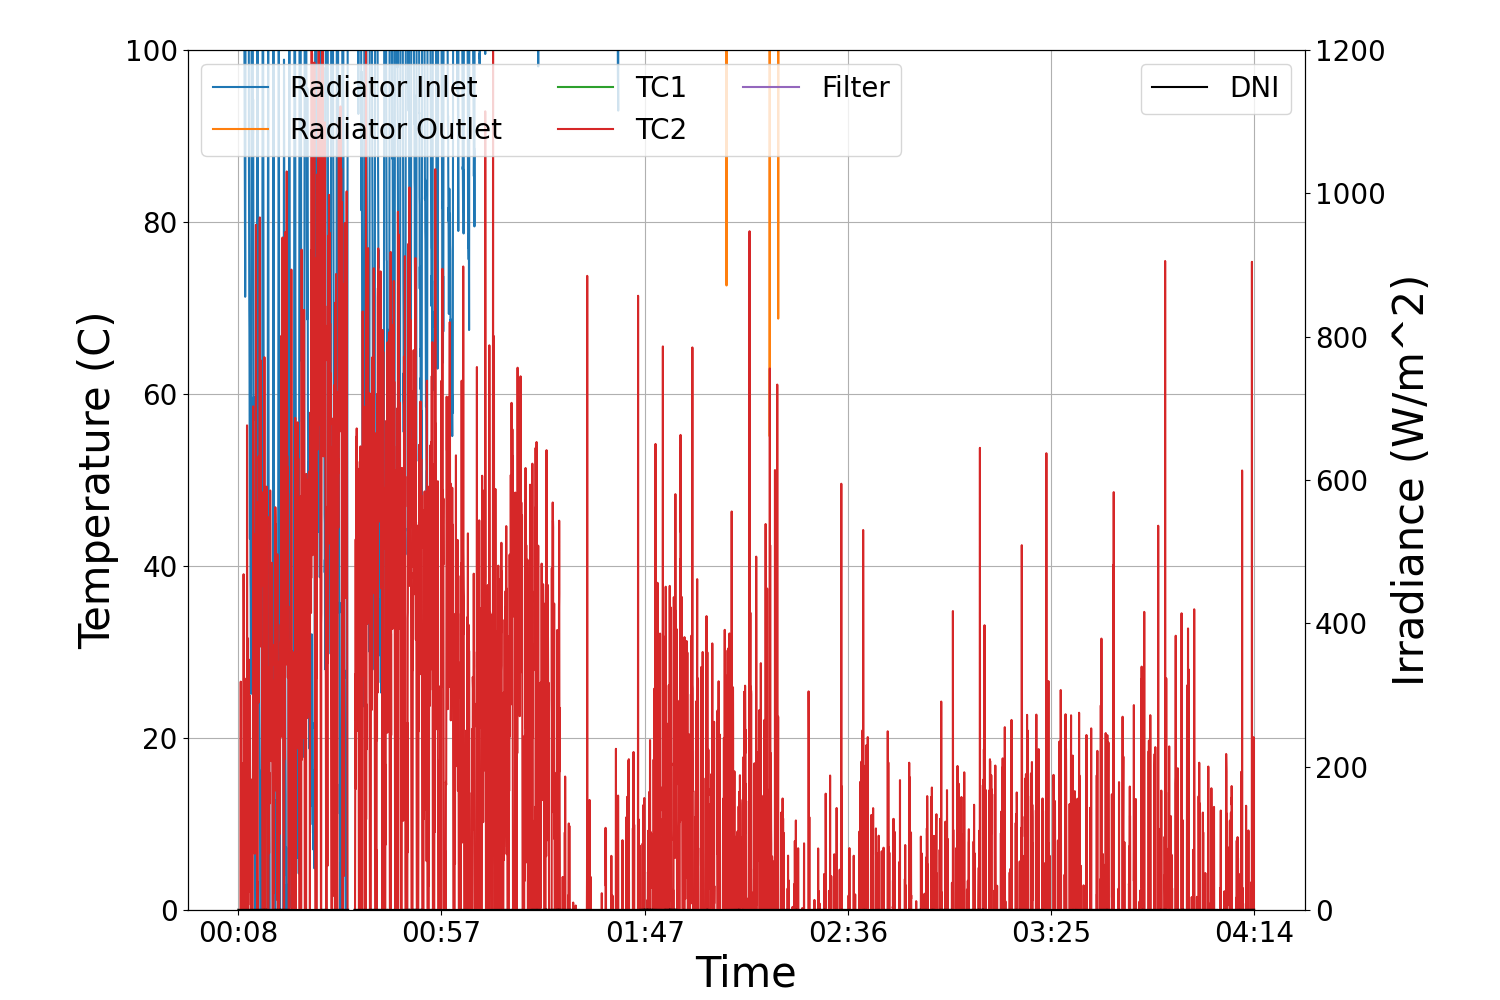 100
80
60
40
20
0
Temperature (C)
Radiator Inlet
Radiator Outlet
TC1
TC2
Filter
DNI
1200
1000
800
600
400
200
0
Irradiance (W/m^2)
00:08
00:57
01:47
02:36
03:25
04:14
Time